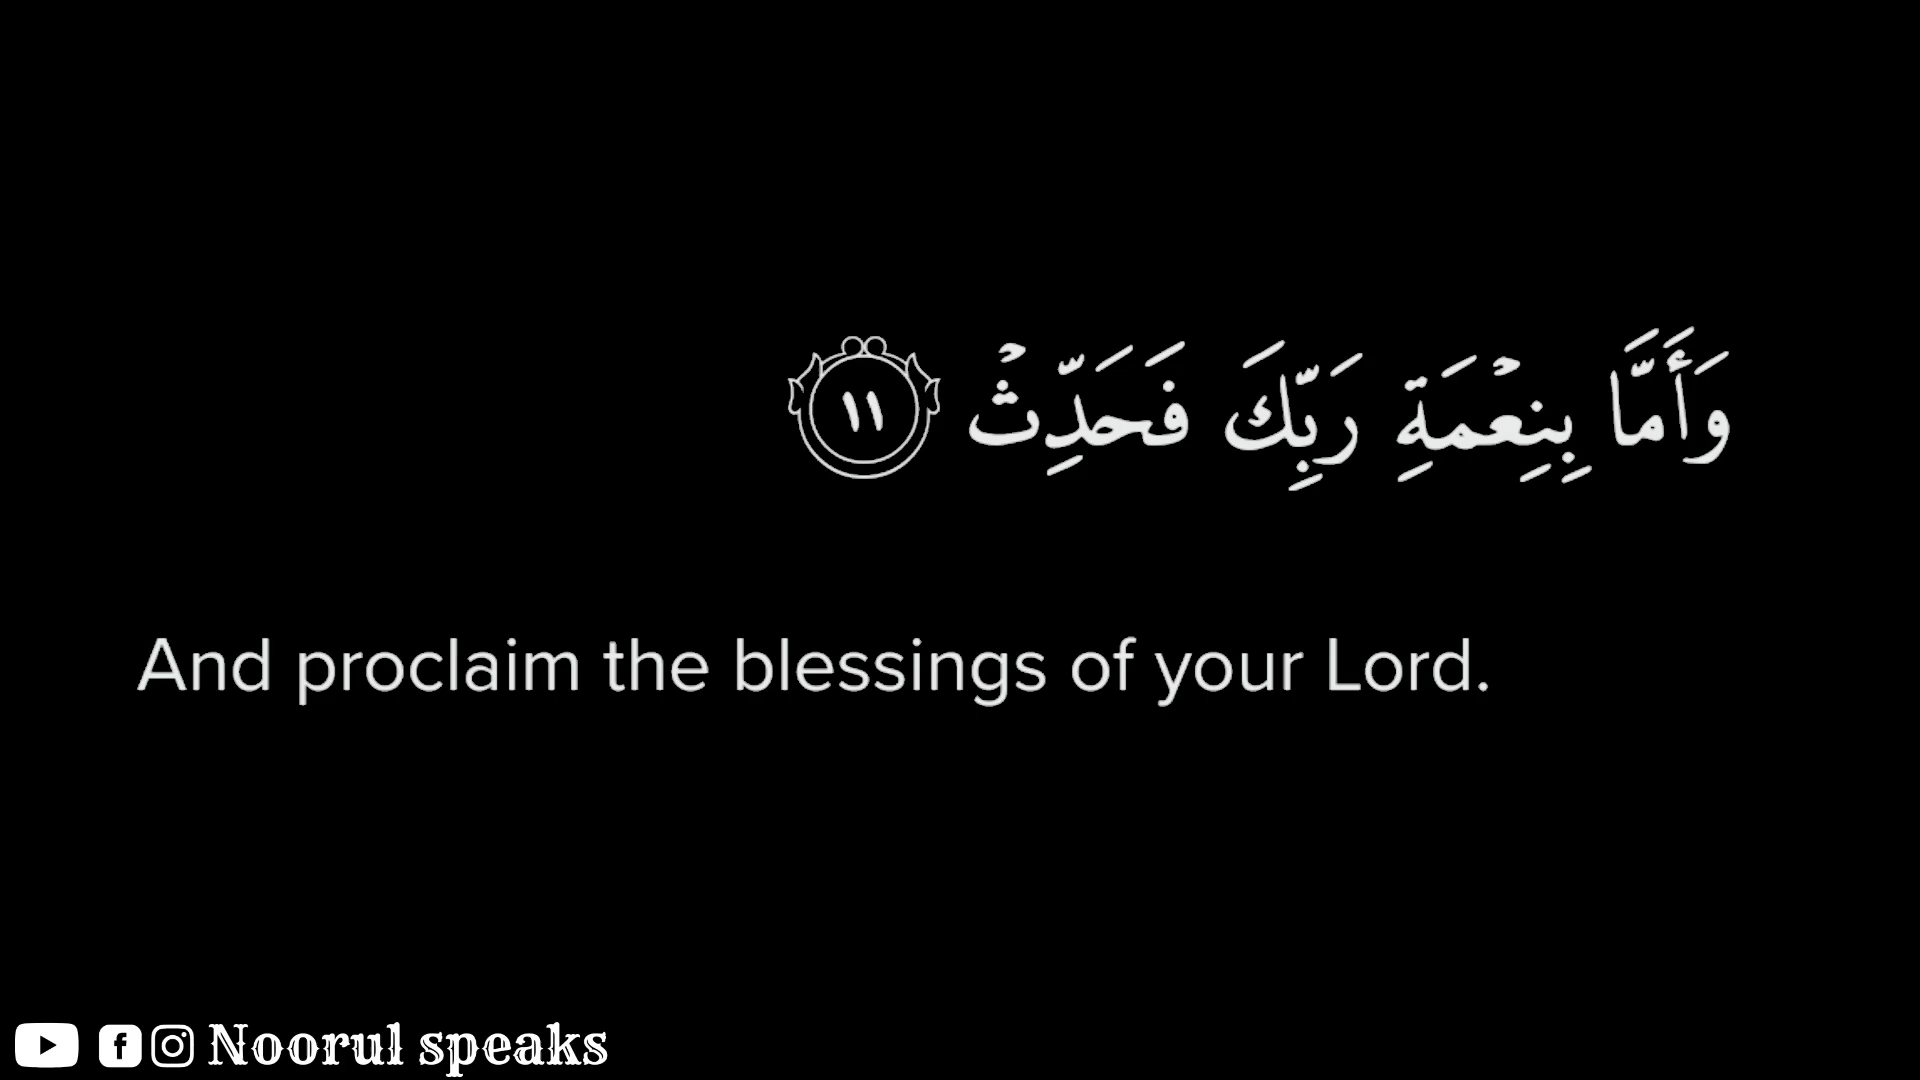 وَأَمَّا بِنِعۡمَةِ رَبِّكَ فَحَدِّثۡ ١١
And proclaim the blessings of your Lord.
Noorul speaks